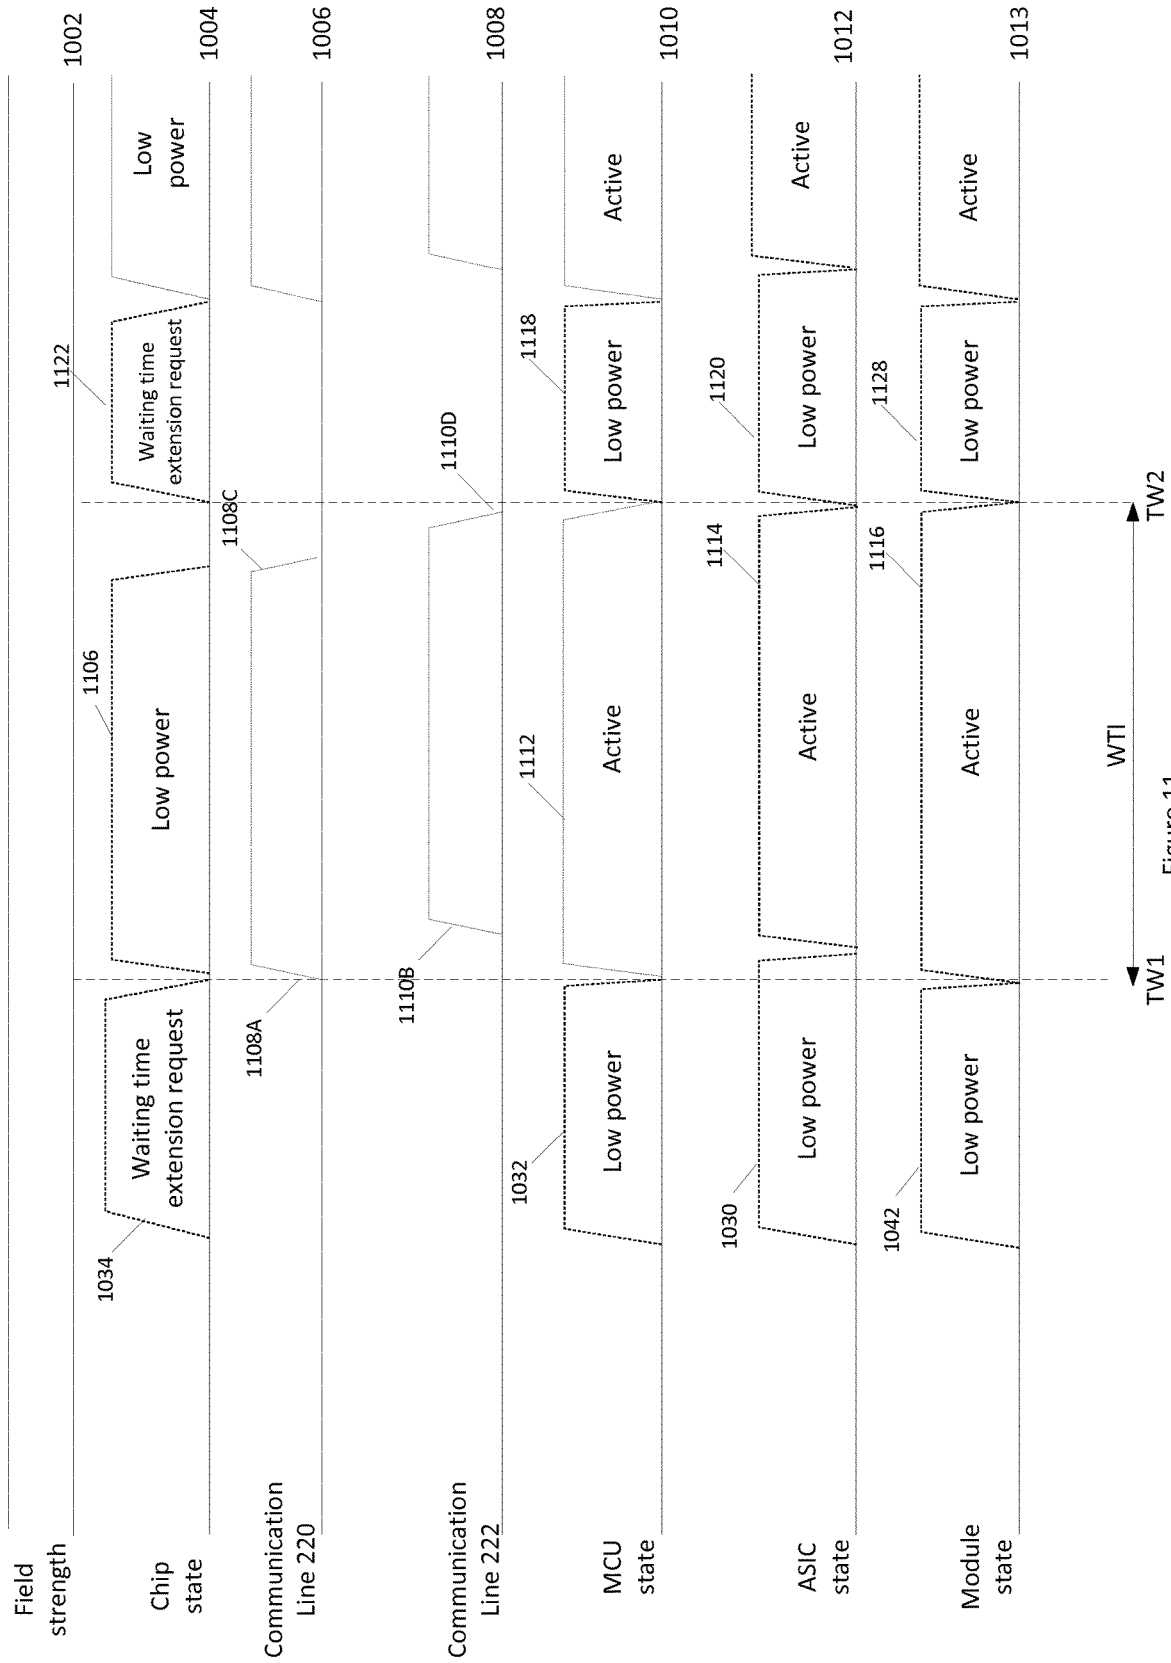 Field
strength
1002
Chip
state
1034
Waiting time
extension request
1106
Low power
1122
Waiting time
extension request
Low
power
1004
Communication
Line 220
1108A
1108C
1006
Communication
Line 222
1110B
1110D
1008
MCU
state
1032
Low power
1112
Active
1118
Low power
Active
1010
ASIC
state
1030
Low power
Active
1114
1120
Low power
Active
1012
Module
state
1042
Low power
Active
1116
1128
Low power
Active
1013
TW1
WTI
TW2
Figure 11